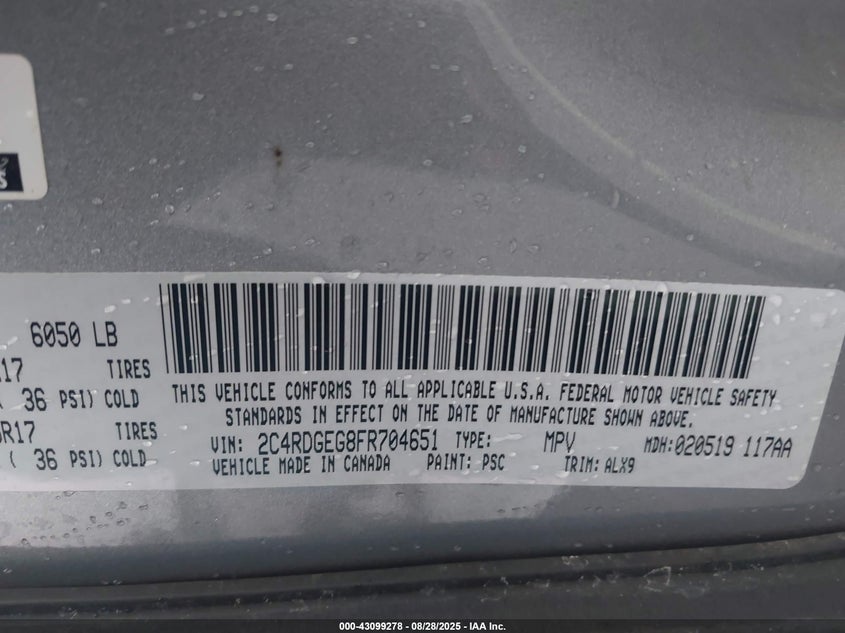 6050 LB
17 TIRES
36 PSI) COLD
R17 TIRES
( 36 PSI) COLD
THIS VEHICLE CONFORMS TO ALL APPLICABLE U.S.A. FEDERAL MOTOR VEHICLE SAFETY
STANDARDS IN EFFECT ON THE DATE OF MANUFACTURE SHOWN ABOVE.
VIN: 2C4RDGEG8FR704651 TYPE: MPV MDH:020519 117AA
VEHICLE MADE IN CANADA PAINT: PSC TRIM: ALX9
000-43099278 - 08/28/2025 - IAA Inc.